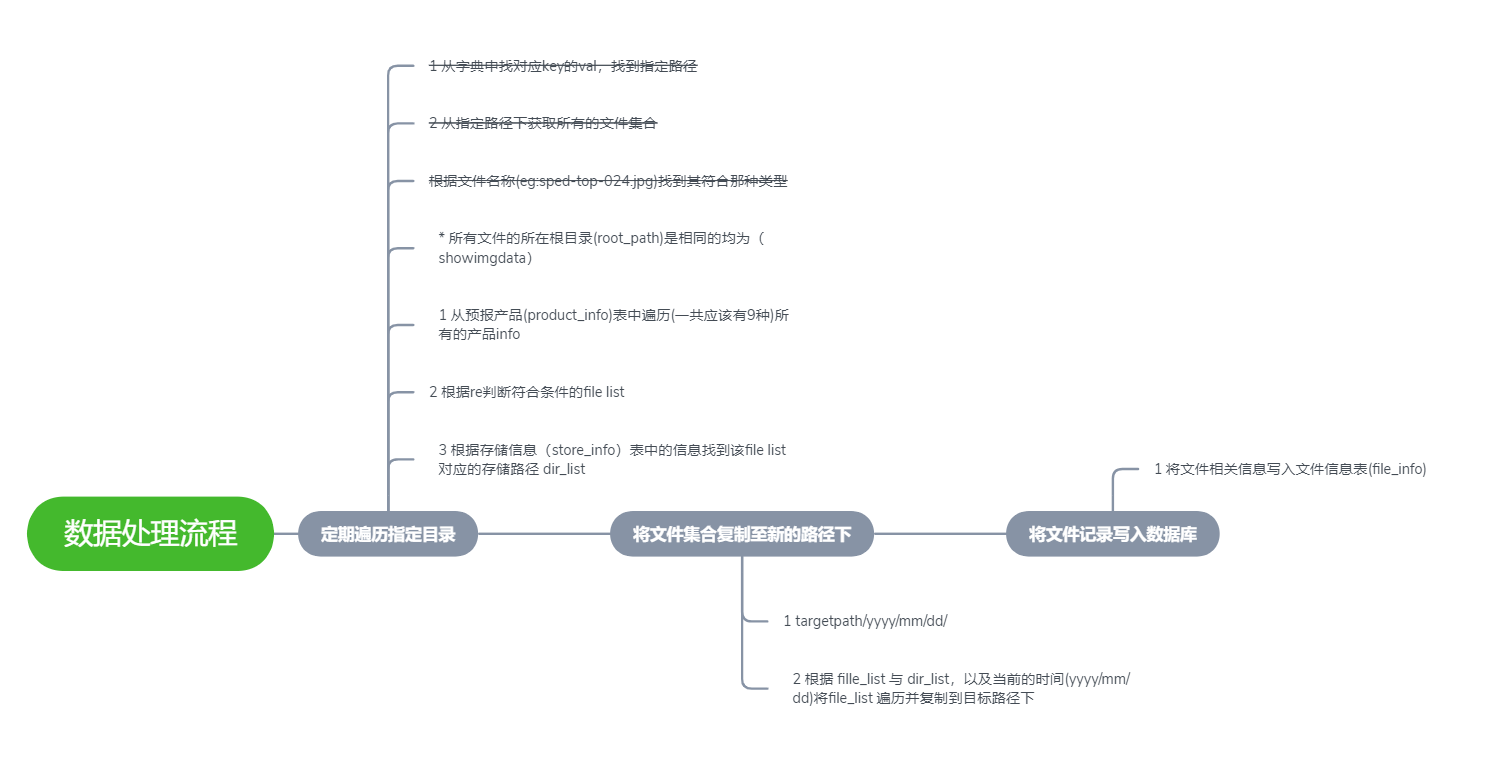 1 从字典中找对应key的val，找到指定路径
2 从指定路径下获取所有的文件集合
根据文件名称(eg:sped-top-024.jpg)找到其符合那种类型
* 所有文件的所在根目录(root_path)是相同的均为（
showimgdata）
1 从预报产品(product_info)表中遍历(一共应该有9种)所
有的产品info
2 根据re判断符合条件的file list
3 根据存储信息（store_info）表中的信息找到该file list
对应的存储路径 dir_list
1 将文件相关信息写入文件信息表(file_info)
数据处理流程
定期遍历指定目录
将文件集合复制至新的路径下
将文件记录写入数据库
1 targetpath/yyyy/mm/dd/
2 根据 fille_list 与 dir_list，以及当前的时间(yyyy/mm/
dd)将file_list 遍历并复制到目标路径下